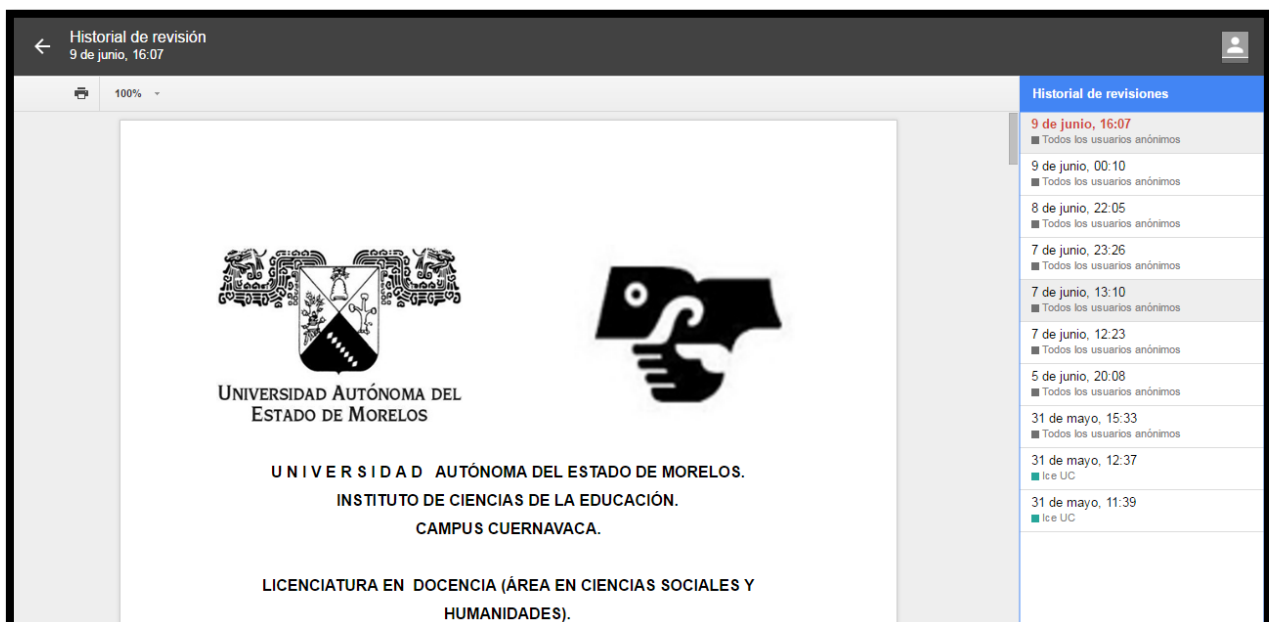 Historial de revisión
9 de junio, 16:07
100%
UNIVERSIDAD AUTÓNOMA DEL
ESTADO DE MORELOS
U N I V E R S I D A D AUTÓNOMA DEL ESTADO DE MORELOS.
INSTITUTO DE CIENCIAS DE LA EDUCACIÓN.
CAMPUS CUERNAVACA.
LICENCIATURA EN DOCENCIA (ÁREA EN CIENCIAS SOCIALES Y
HUMANIDADES).
Historial de revisiones
9 de junio, 16:07
Todos los usuarios anónimos
9 de junio, 00:10
Todos los usuarios anónimos
8 de junio, 22:05
Todos los usuarios anónimos
7 de junio, 23:26
Todos los usuarios anónimos
7 de junio, 13:10
Todos los usuarios anónimos
7 de junio, 12:23
Todos los usuarios anónimos
5 de junio, 20:08
Todos los usuarios anónimos
31 de mayo, 15:33
Todos los usuarios anónimos
31 de mayo, 12:37
Ice UC
31 de mayo, 11:39
Ice UC